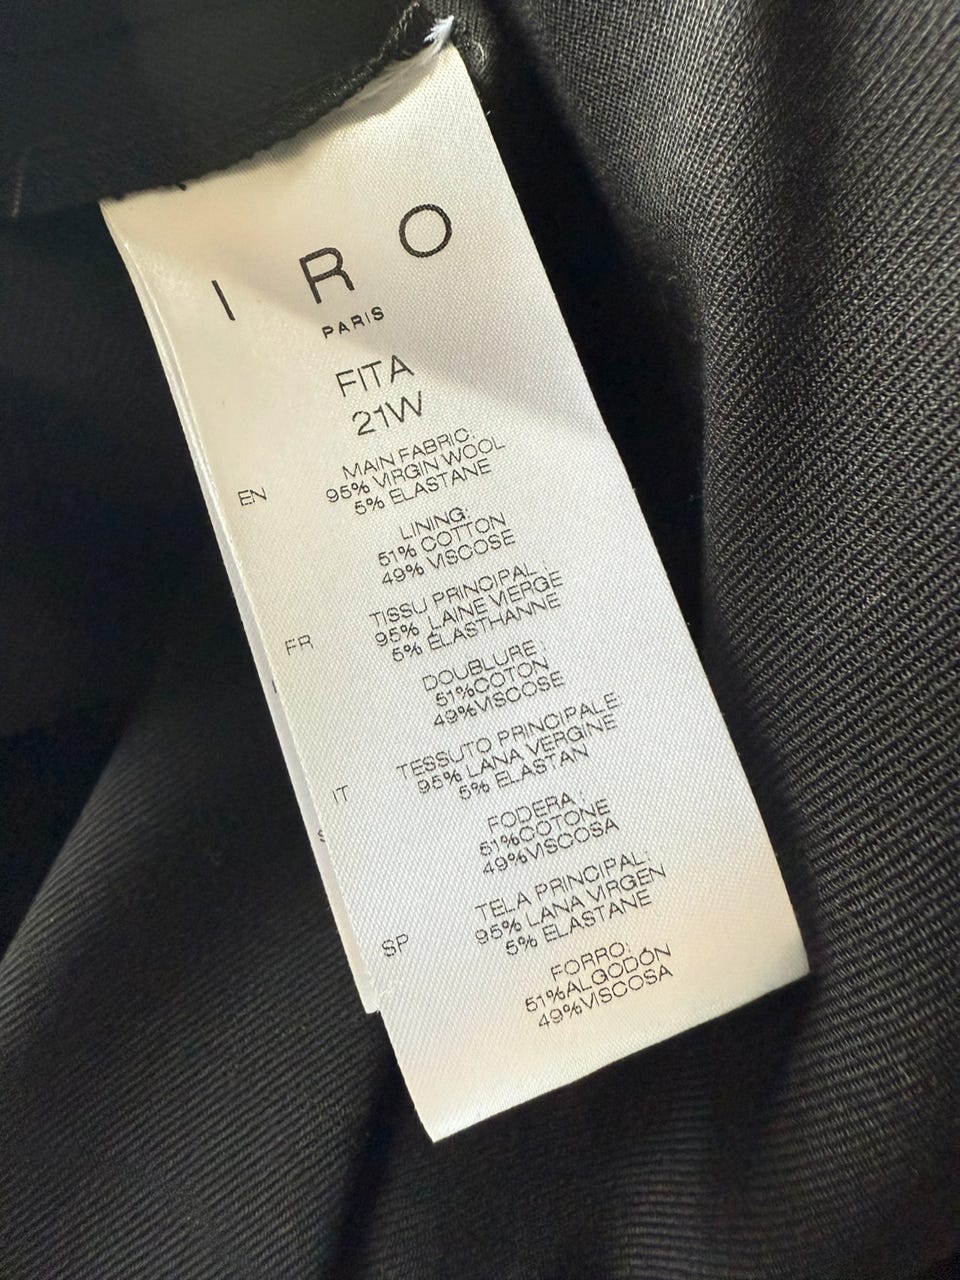 IRO
PARIS
FITA
21W
EN
MAIN FABRIC:
95% VIRGIN WOOL
5% ELASTANE
LINING:
51% COTTON
49% VISCOSE
FR
TISSU PRINCIPAL :
95% LAINE VIERGE
5% ÉLASTHANNE
DOUBLURE :
51%COTON
49%VISCOSE
IT
TESSUTO PRINCIPALE:
95% LANA VERGINE
5% ELASTAN
FODERA :
51%COTONE
49%VISCOSA
SP
TELA PRINCIPAL:
95% LANA VIRGEN
5% ELASTANE
FORRO:
51%ALGODÓN
49%VISCOSA